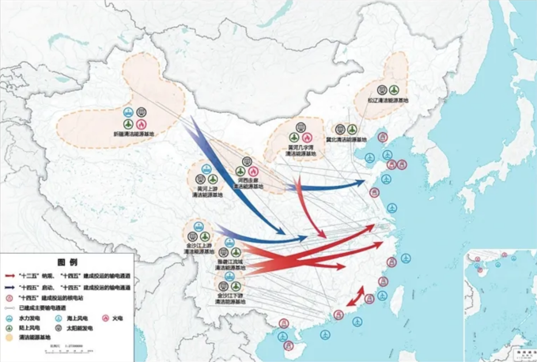 松辽清洁能源基地
冀北清洁能源基地
新疆清洁能源基地
黄河几字弯
清洁能源基地
河西走廊
清洁能源基地
黄河上游
清洁能源基地
金沙江上游
清洁能源基地
雅砻江流域
清洁能源基地
金沙江下游
清洁能源基地
图 例
"十二五"纳规，"十四五"建成投运的输电通道
"十四五"启动，"十四五"建成投运的输电通道
"十四五"建成投运的核电站
已建成主要输电通道
水力发电
海上风电
火电
陆上风电
太阳能发电
清洁能源基地